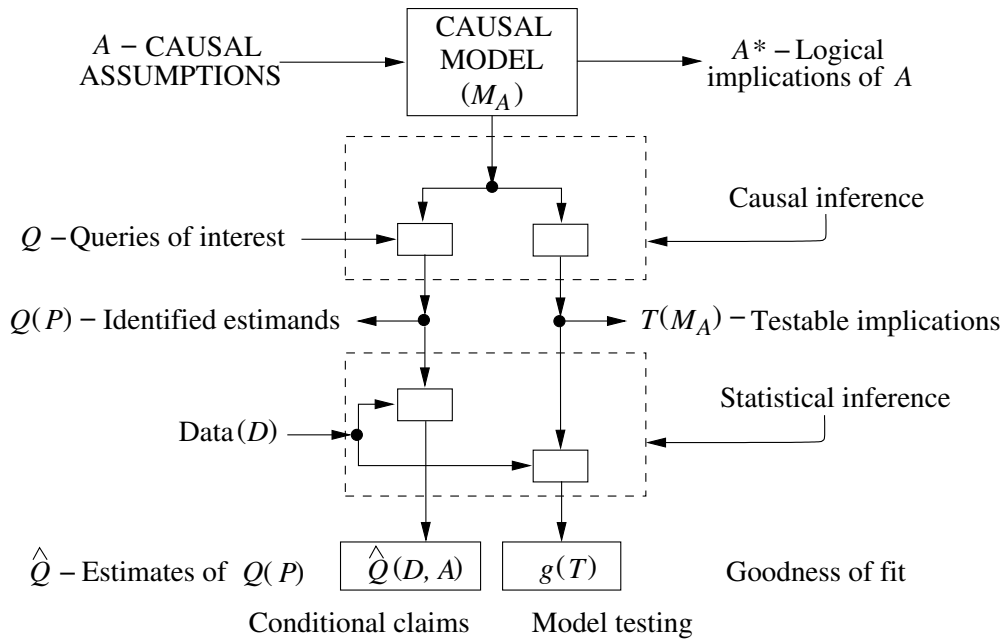 A – CAUSAL
ASSUMPTIONS
CAUSAL
MODEL
(M_A)
A* – Logical
implications of A
Causal inference
Q – Queries of interest
Q(P) – Identified estimands
T(M_A) – Testable implications
Statistical inference
Data (D)
Q̂ – Estimates of Q(P)
Q̂(D, A)
g(T)
Goodness of fit
Conditional claims
Model testing